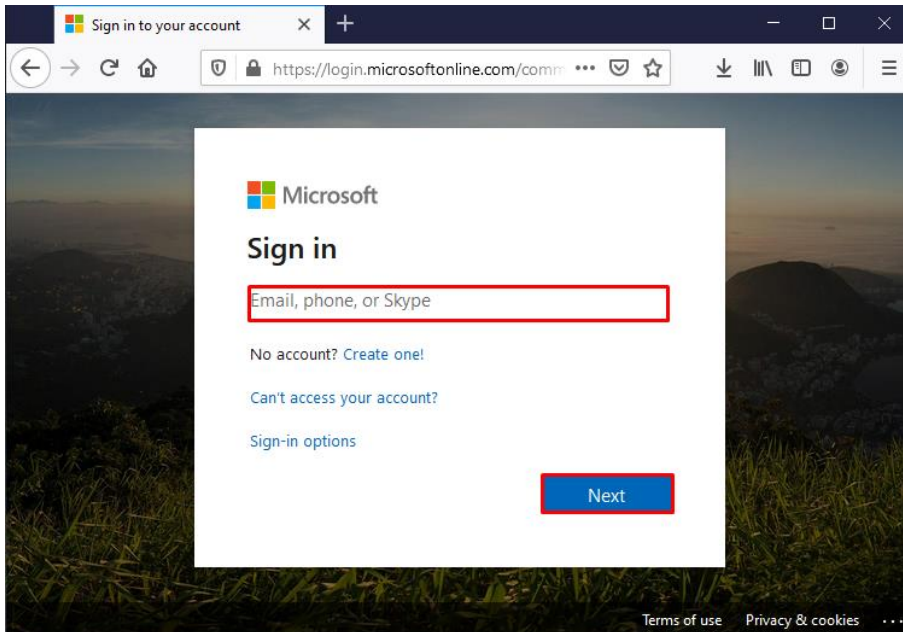 Sign in to your account
https://login.microsoftonline.com/comm
Microsoft
Sign in
Email, phone, or Skype
No account? Create one!
Can't access your account?
Sign-in options
Next
Terms of use Privacy & cookies ...